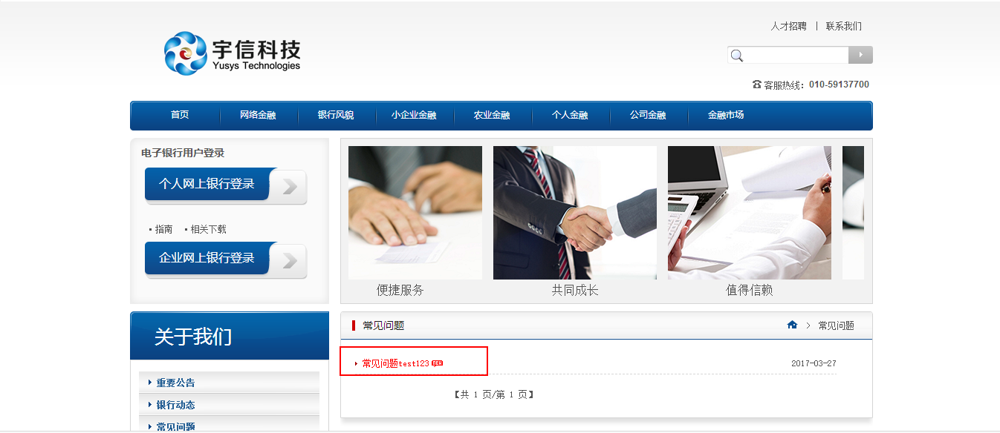 人才招聘 | 联系我们
宇信科技
Yusys Technologies
客服热线：010-59137700
首页 网络金融 银行风貌 小企业金融 农业金融 个人金融 公司金融 金融市场
电子银行用户登录
个人网上银行登录
指南 相关下载
企业网上银行登录
便捷服务 共同成长 值得信赖
关于我们
重要公告
银行动态
常见问题
常见问题 > 常见问题
常见问题test123 2017-03-27
【共 1 页/第 1 页】